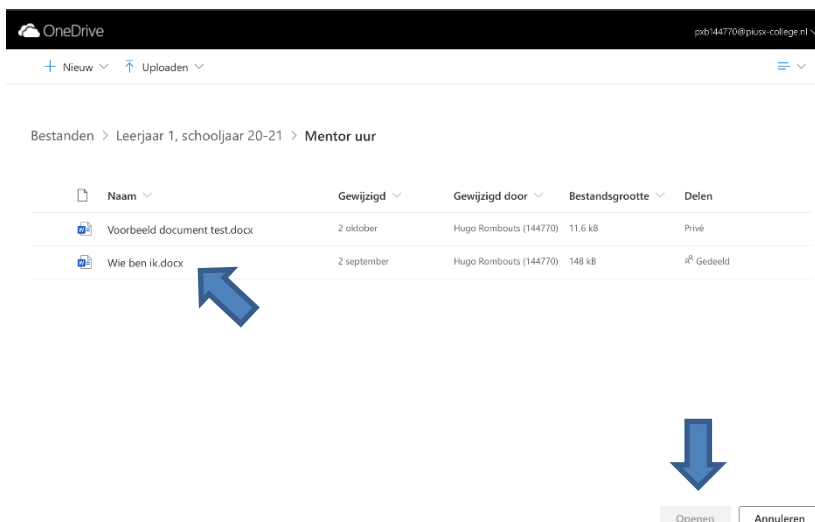 OneDrive pxb144770@piusx-college.nl
+ Nieuw Uploaden
Bestanden > Leerjaar 1, schooljaar 20-21 > Mentor uur
Naam Gewijzigd Gewijzigd door Bestandsgrootte Delen
Voorbeeld document test.docx 2 oktober Hugo Rombouts (144770) 11,6 kB Privé
Wie ben ik.docx 2 september Hugo Rombouts (144770) 148 kB Gedeeld
Openen Annuleren